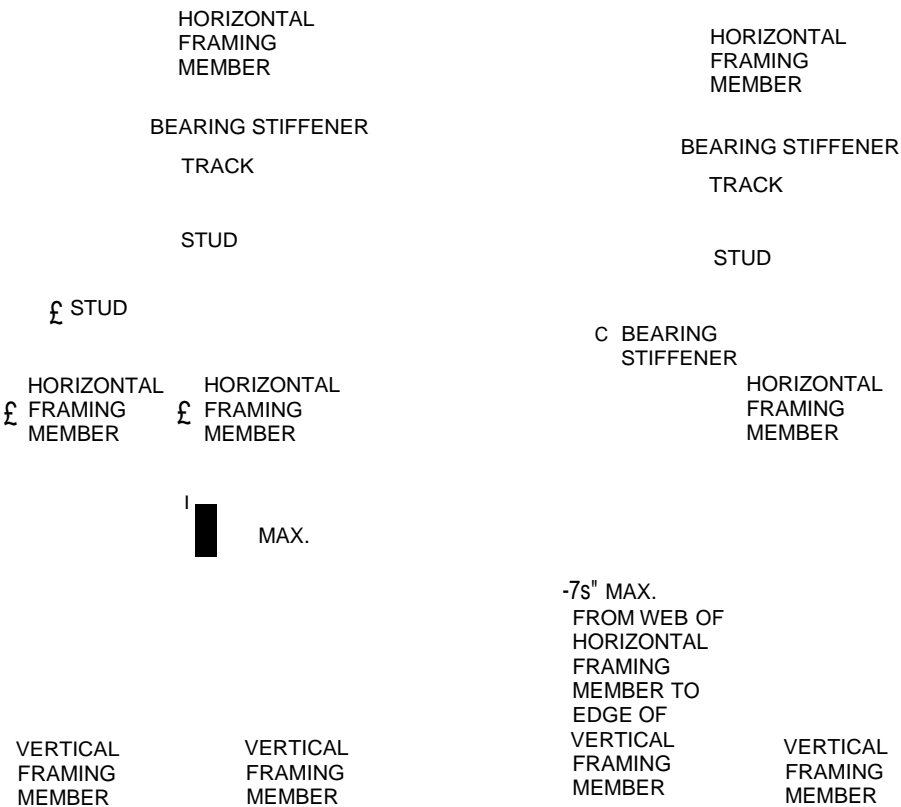 HORIZONTAL
FRAMING
MEMBER
BEARING STIFFENER
TRACK
STUD
£ STUD
HORIZONTAL
£ FRAMING
MEMBER
HORIZONTAL
£ FRAMING
MEMBER
I
MAX.
VERTICAL
FRAMING
MEMBER
VERTICAL
FRAMING
MEMBER
HORIZONTAL
FRAMING
MEMBER
BEARING STIFFENER
TRACK
STUD
C BEARING
STIFFENER
HORIZONTAL
FRAMING
MEMBER
-7s" MAX.
FROM WEB OF
HORIZONTAL
FRAMING
MEMBER TO
EDGE OF
VERTICAL
FRAMING
MEMBER
VERTICAL
FRAMING
MEMBER